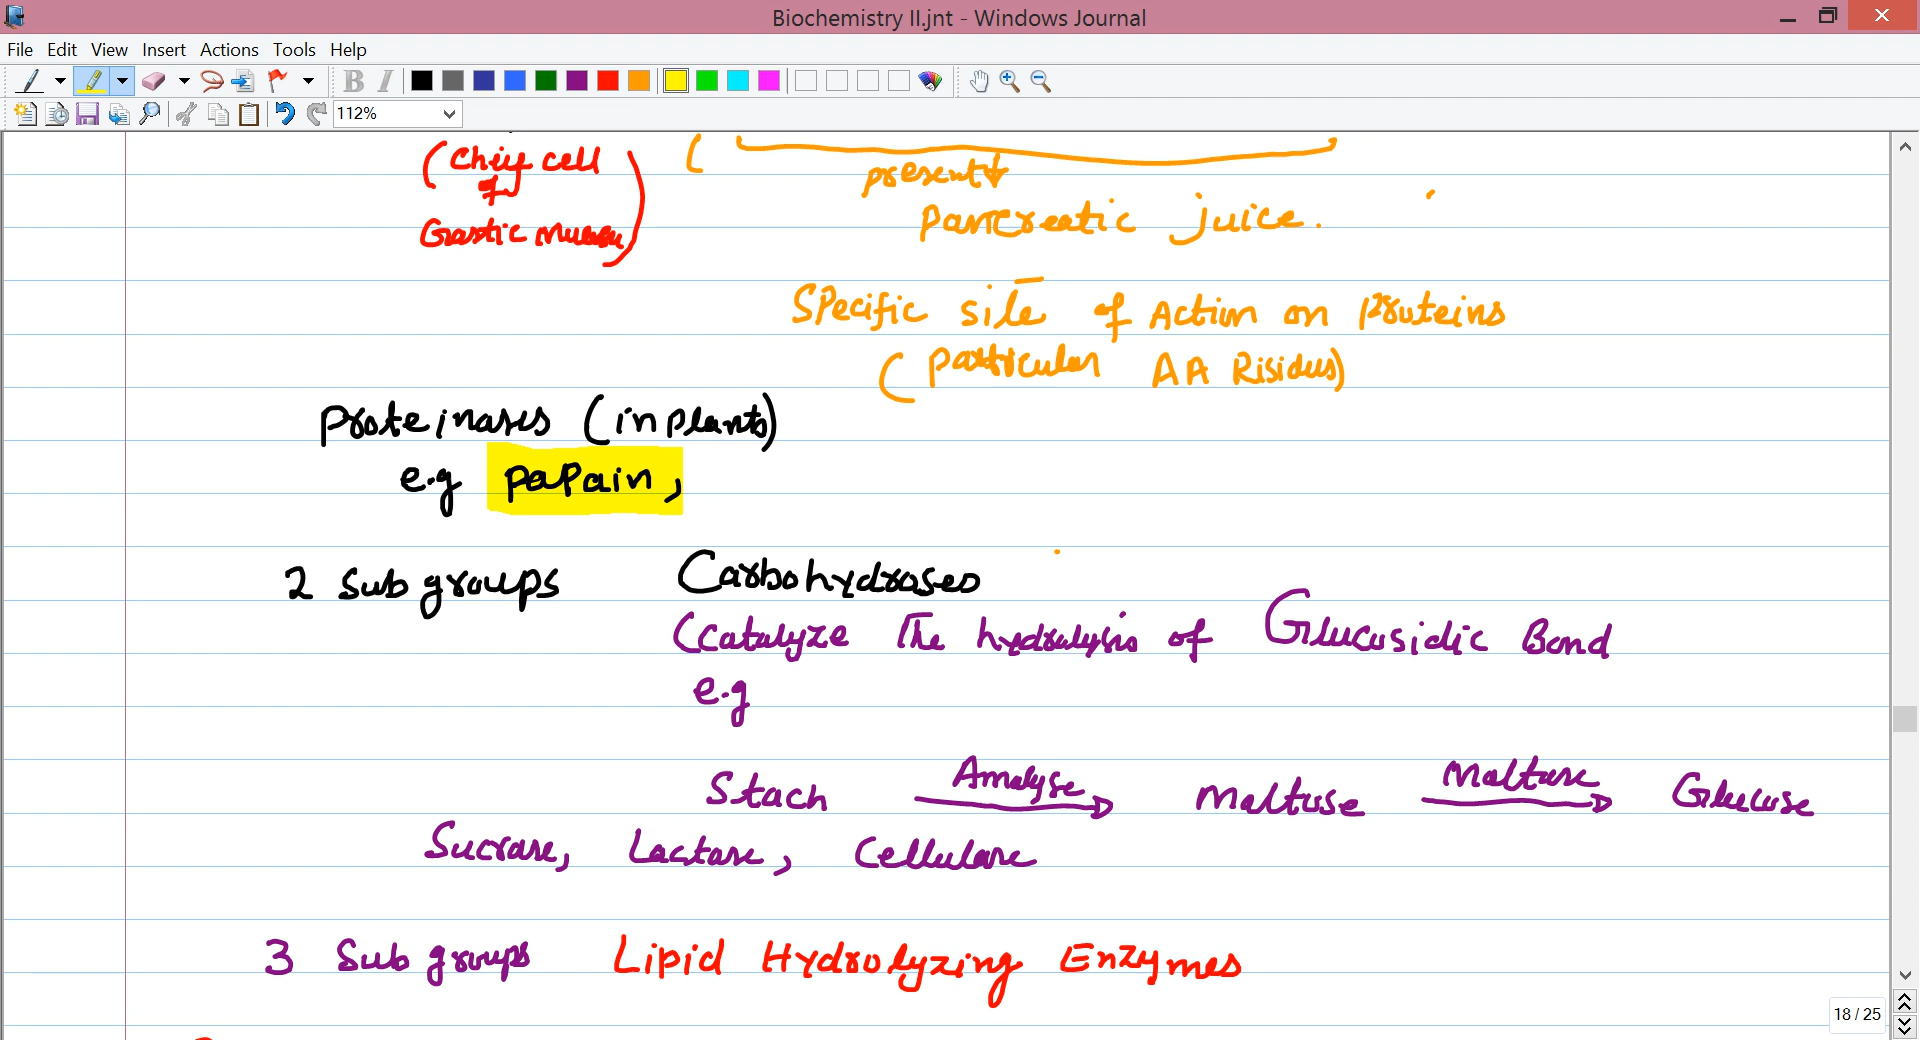 Biochemistry II.jnt - Windows Journal
File Edit View Insert Actions Tools Help
B I
112%
(Chief cell
of
Gastic Mucosa)
(
present
Pancreatic juice.
Specific site of Action on Proteins
(Particular AA Risidus)
Proteinases (in plants)
e.g Papain,
2 Sub groups Carbohydrases
(Catalyze The hydrolysis of Glucosidic Bond
e.g
Stach Amalyse Maltose Maltase Glucose
Sucrase, Lactase, Cellulase
3 Sub groups Lipid Hydrolyzing Enzymes
18 / 25